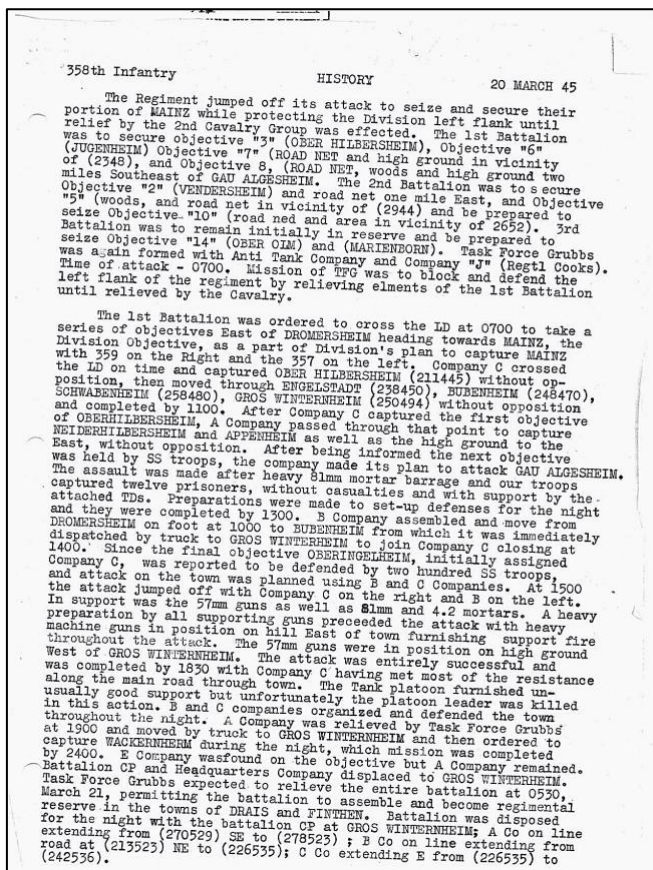 358th Infantry
HISTORY
20 MARCH 45
The Regiment jumped off its attack to seize and secure their
portion of MAINZ while protecting the Division left flank until
relief by the 2nd Cavalry Group was effected. The 1st Battalion
was to secure objective "3" (OBER HILBERSHEIM), Objective "6"
(JUGENHEIM) Objective "7" (ROAD NET and high ground in vicinity
of (2348), and Objective 8, (ROAD NET, woods and high ground two
miles Southeast of GAU ALGESHEIM. The 2nd Battalion was to secure
Objective "2" (VENDERSHEIM) and road net one mile East, and Objective
"5" (woods, and road net in vicinity of (2944) and be prepared to
seize Objective "10" (road ned and area in vicinity of 2652). 3rd
Battalion was to remain initially in reserve and be prepared to
seize Objective "14" (OBER OLM) and (MARIENBORN). Task Force Grubbs
was again formed with Anti Tank Company and Company "J" (Regtl Cooks).
Time of attack - 0700. Mission of TFG was to block and defend the
left flank of the regiment by relieving elments of the 1st Battalion
until relieved by the Cavalry.
The 1st Battalion was ordered to cross the LD at 0700 to take a
series of objectives East of DROMERSHEIM heading towards MAINZ, the
Division Objective, as a part of Division's plan to capture MAINZ
with 359 on the Right and the 357 on the left. Company C crossed
the LD on time and captured OBER HILBERSHEIM (211445) without op-
position, then moved through ENGELSTADT (238450), BUBENHEIM (248470),
SCHWABENHEIM (258480), GROS WINTERNHEIM (250494) without opposition
and completed by 1100. After Company C captured the first objective
of OBERHILBERSHEIM, A Company passed through that point to capture
NEIDERHILBERSHEIM and APPENHEIM as well as the high ground to the
East, without opposition. After being informed the next objective
was held by SS troops, the company made its plan to attack GAU ALGESHEIM.
The assault was made after heavy 81mm mortar barrage and our troops
captured twelve prisoners, without casualties and with support by the
attached TDs. Preparations were made to set-up defenses for the night
and they were completed by 1300. B Company assembled and move from
DROMERSHEIM on foot at 1000 to BUBENHEIM from which it was immediately
dispatched by truck to GROS WINTERHEIM to join Company C closing at
1400. Since the final objective OBERINGELHEIM, initially assigned
Company C, was reported to be defended by two hundred SS troops,
and attack on the town was planned using B and C Companies. At 1500
the attack jumped off with Company C on the right and B on the left.
In support was the 57mm guns as well as 81mm and 4.2 mortars. A heavy
preparation by all supporting guns preceeded the attack with heavy
machine guns in position on hill East of town furnishing support fire
throughout the attack. The 57mm guns were in position on high ground
West of GROS WINTERNHEIM. The attack was entirely successful and
was completed by 1830 with Company C having met most of the resistance
along the main road through town. The Tank platoon furnished un-
usually good support but unfortunately the platoon leader was killed
in this action. B and C companies organized and defended the town
throughout the night. A Company was relieved by Task Force Grubbs
at 1900 and moved by truck to GROS WINTERNHEIM and then ordered to
capture WACKERNHERM during the night, which mission was completed
by 2400. E Company wasfound on the objective but A Company remained.
Battalion CP and Headquarters Company displaced to GROS WINTERHEIM.
Task Force Grubbs expected to relieve the entire battalion at 0530,
March 21, permitting the battalion to assemble and become regimental
reserve in the towns of DRAIS and FINTHEN. Battalion was disposed
for the night with the battalion CP at GROS WINTERNHEIM; A Co on line
extending from (270529) SE to (278523) ; B Co on line extending from
road at (213523) NE to (226535); C Co extending E from (226535) to
(242536).